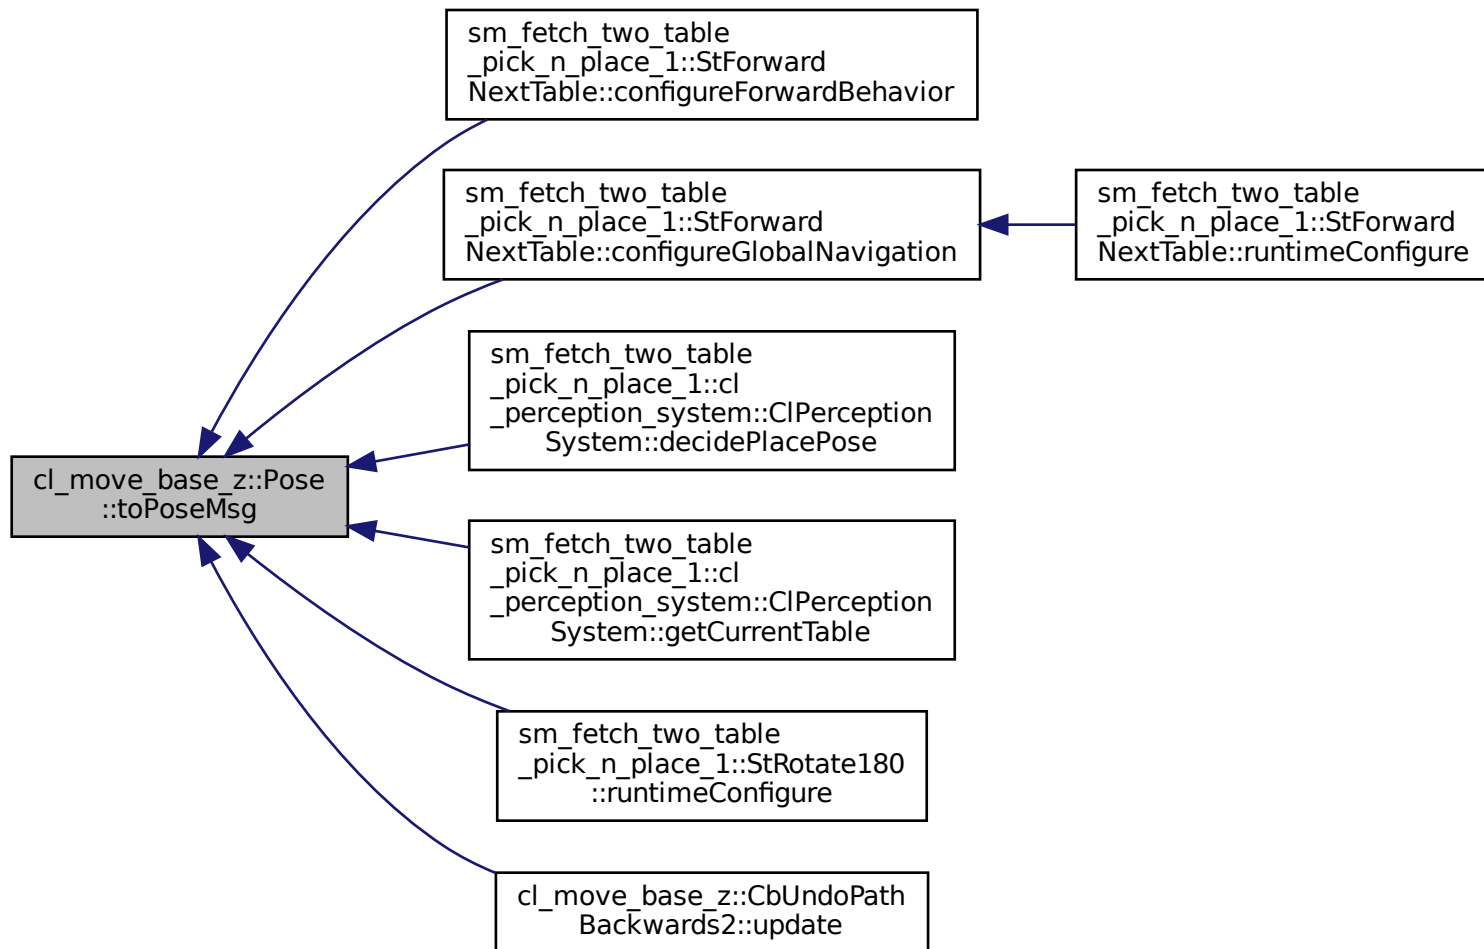 sm_fetch_two_table
_pick_n_place_1::StForward
NextTable::configureForwardBehavior
sm_fetch_two_table
_pick_n_place_1::StForward
NextTable::configureGlobalNavigation
sm_fetch_two_table
_pick_n_place_1::StForward
NextTable::runtimeConfigure
sm_fetch_two_table
_pick_n_place_1::cl
_perception_system::ClPerception
System::decidePlacePose
cl_move_base_z::Pose
::toPoseMsg
sm_fetch_two_table
_pick_n_place_1::cl
_perception_system::ClPerception
System::getCurrentTable
sm_fetch_two_table
_pick_n_place_1::StRotate180
::runtimeConfigure
cl_move_base_z::CbUndoPath
Backwards2::update